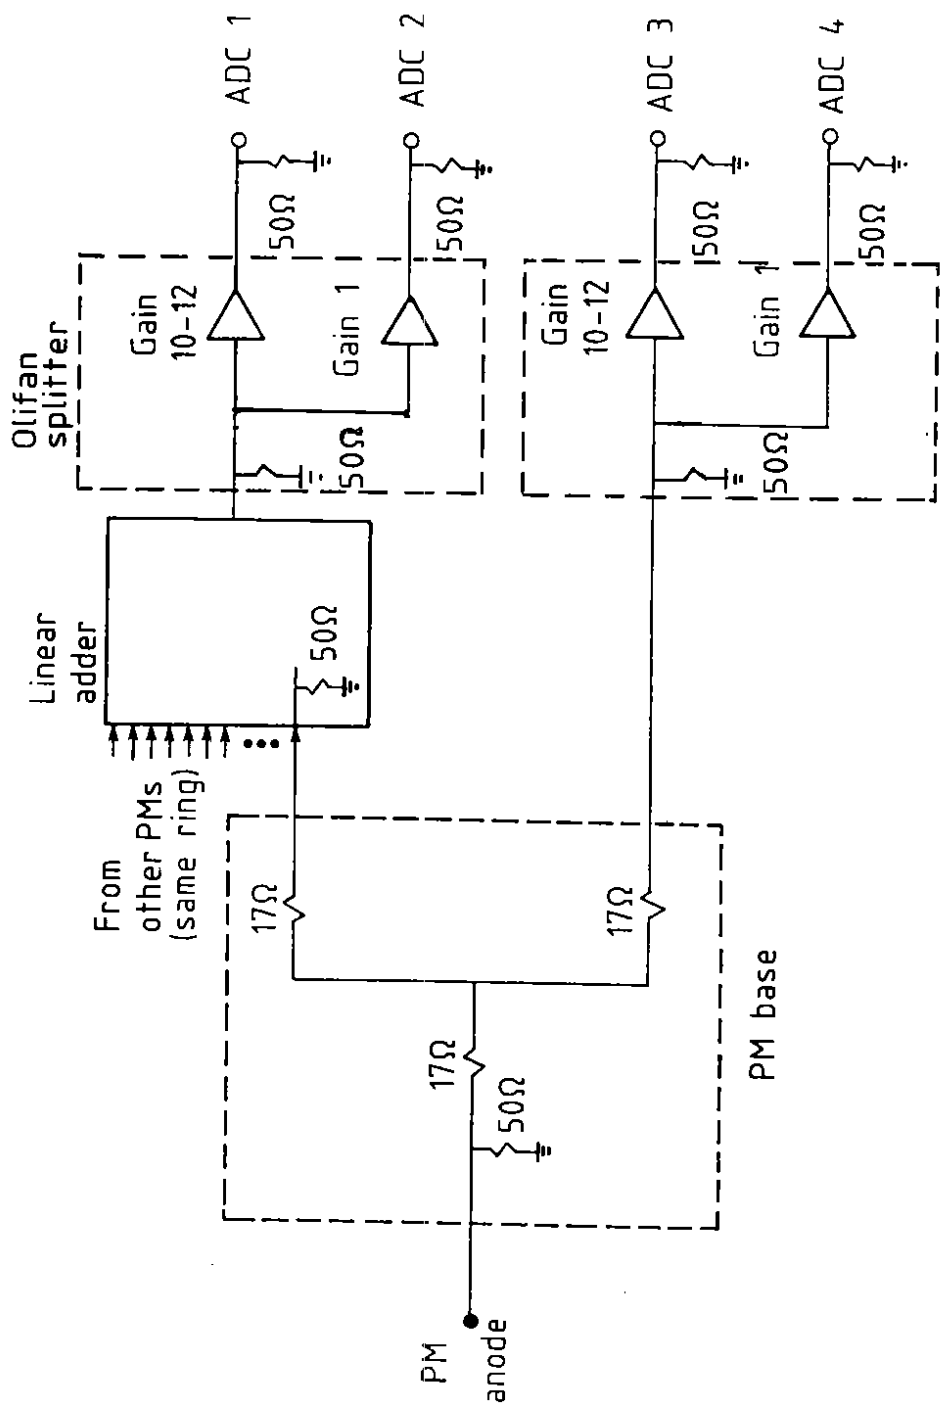 PM
anode
PM base
50Ω
17Ω
17Ω
17Ω
From
other PMs
(same ring)
Linear
adder
50Ω
Olifan
splitter
50Ω
Gain
10-12
Gain 1
50Ω
ADC 1
50Ω
ADC 2
50Ω
Gain
10-12
Gain 1
50Ω
ADC 3
50Ω
ADC 4